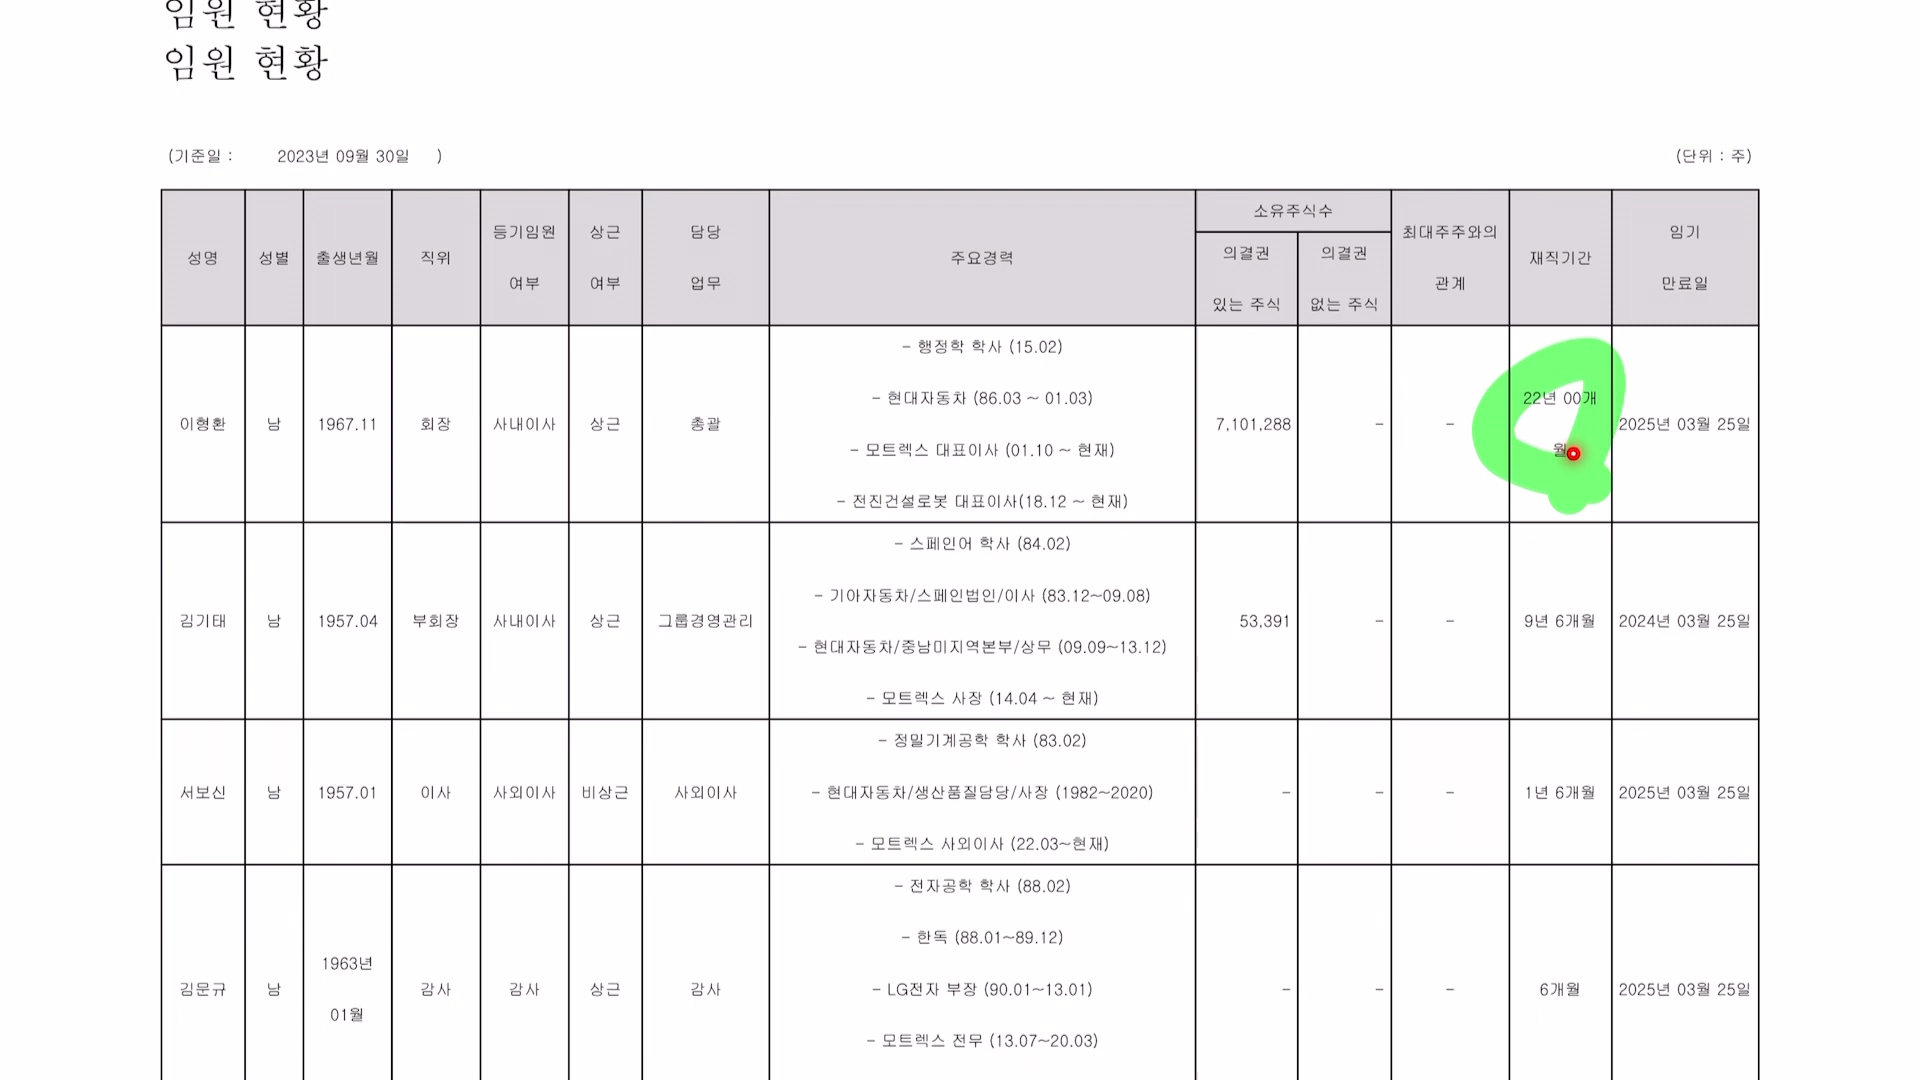 임원 현황
임원 현황
(기준일 : 2023년 09월 30일 )
(단위 : 주)
성명
성별
출생년월
직위
등기임원
여부
상근
여부
담당
업무
주요경력
소유주식수
의결권
있는 주식
의결권
없는 주식
최대주주와의
관계
재직기간
임기
만료일
이형환
남
1967.11
회장
사내이사
상근
총괄
- 행정학 학사 (15.02)
- 현대자동차 (86.03 ~ 01.03)
- 모트렉스 대표이사 (01.10 ~ 현재)
- 전진건설로봇 대표이사(18.12 ~ 현재)
7,101,288
-
-
22년 00개
월
2025년 03월 25일
김기태
남
1957.04
부회장
사내이사
상근
그룹경영관리
- 스페인어 학사 (84.02)
- 기아자동차/스페인법인/이사 (83.12~09.08)
- 현대자동차/중남미지역본부/상무 (09.09~13.12)
- 모트렉스 사장 (14.04 ~ 현재)
53,391
-
-
9년 6개월
2024년 03월 25일
서보신
남
1957.01
이사
사외이사
비상근
사외이사
- 정밀기계공학 학사 (83.02)
- 현대자동차/생산품질담당/사장 (1982~2020)
- 모트렉스 사외이사 (22.03~현재)
-
-
-
1년 6개월
2025년 03월 25일
김문규
남
1963년
01월
감사
감사
상근
감사
- 전자공학 학사 (88.02)
- 한독 (88.01~89.12)
- LG전자 부장 (90.01~13.01)
- 모트렉스 전무 (13.07~20.03)
-
-
-
6개월
2025년 03월 25일